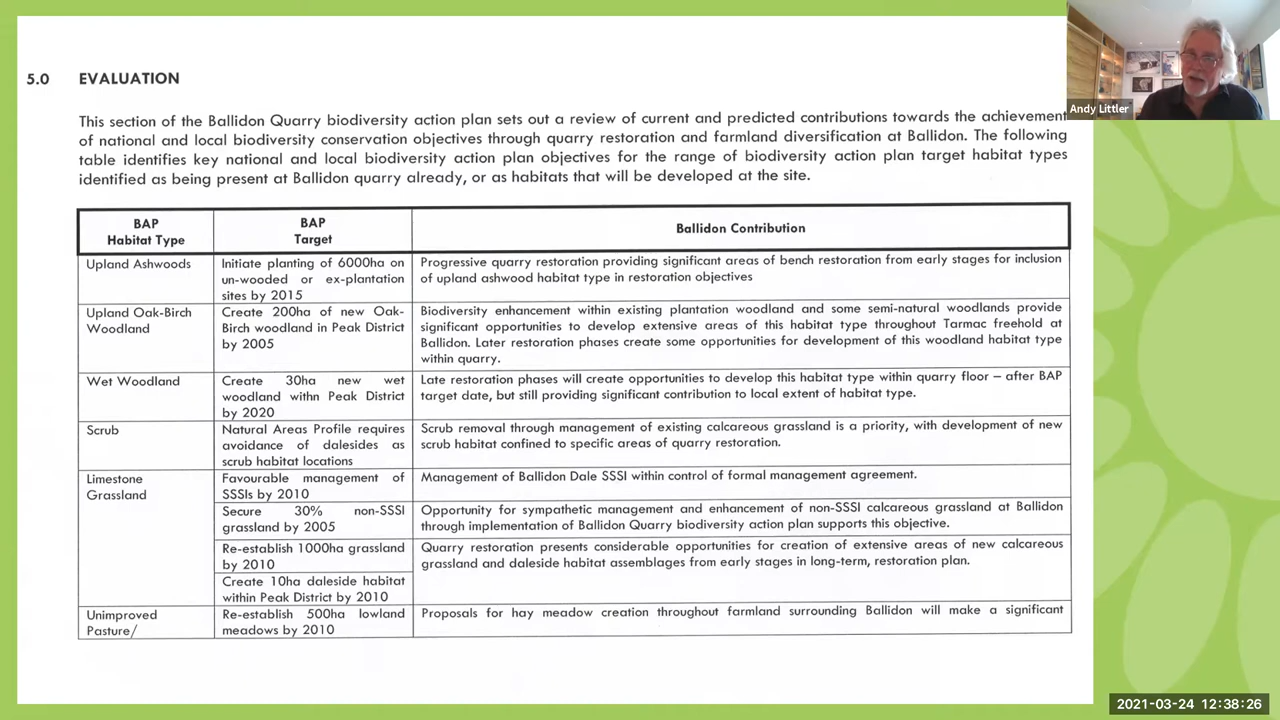 5.0 EVALUATION
This section of the Ballidon Quarry biodiversity action plan sets out a review of current and predicted contributions towards the achievement
of national and local biodiversity conservation objectives through quarry restoration and farmland diversification at Ballidon. The following
table identifies key national and local biodiversity action plan objectives for the range of biodiversity action plan target habitat types
identified as being present at Ballidon quarry already, or as habitats that will be developed at the site.
BAP
Habitat Type
BAP
Target
Ballidon Contribution
Upland Ashwoods
Initiate planting of 6000ha on
un-wooded or ex-plantation
sites by 2015
Progressive quarry restoration providing significant areas of bench restoration from early stages for inclusion
of upland ashwood habitat type in restoration objectives
Upland Oak-Birch
Woodland
Create 200ha of new Oak-
Birch woodland in Peak District
by 2005
Biodiversity enhancement within existing plantation woodland and some semi-natural woodlands provide
significant opportunities to develop extensive areas of this habitat type throughout Tarmac freehold at
Ballidon. Later restoration phases create some opportunities for development of this woodland habitat type
within quarry.
Wet Woodland
Create 30ha new wet
woodland withn Peak District
by 2020
Late restoration phases will create opportunities to develop this habitat type within quarry floor – after BAP
target date, but still providing significant contribution to local extent of habitat type.
Scrub
Natural Areas Profile requires
avoidance of dalesides as
scrub habitat locations
Scrub removal through management of existing calcareous grassland is a priority, with development of new
scrub habitat confined to specific areas of quarry restoration.
Limestone
Grassland
Favourable management of
SSSIs by 2010
Management of Ballidon Dale SSSI within control of formal management agreement.
Secure 30% non-SSSI
grassland by 2005
Opportunity for sympathetic management and enhancement of non-SSSI calcareous grassland at Ballidon
through implementation of Ballidon Quarry biodiversity action plan supports this objective.
Re-establish 1000ha grassland
by 2010
Quarry restoration presents considerable opportunities for creation of extensive areas of new calcareous
grassland and daleside habitat assemblages from early stages in long-term, restoration plan.
Create 10ha daleside habitat
within Peak District by 2010
Unimproved
Pasture/
Re-establish 500ha lowland
meadows by 2010
Proposals for hay meadow creation throughout farmland surrounding Ballidon will make a significant
Andy Littler
2021-03-24 12:38:26